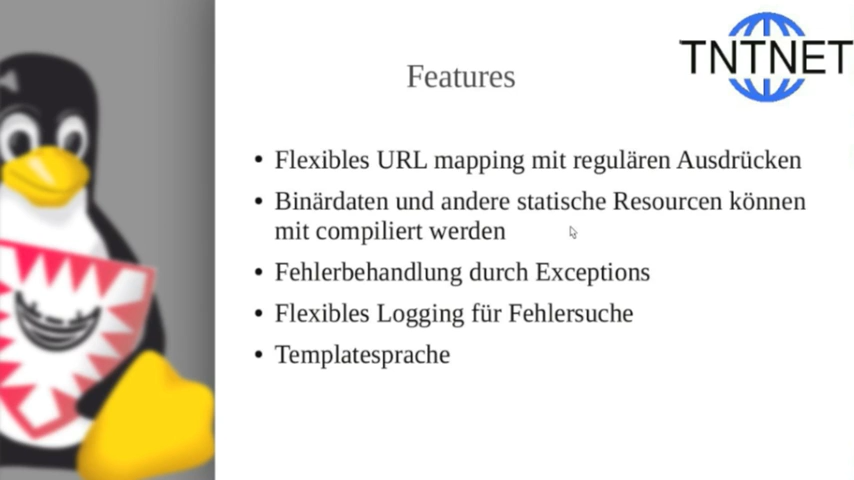 TNTNET
Features
• Flexibles URL mapping mit regulären Ausdrücken
• Binärdaten und andere statische Resourcen können
mit compiliert werden
• Fehlerbehandlung durch Exceptions
• Flexibles Logging für Fehlersuche
• Templatesprache